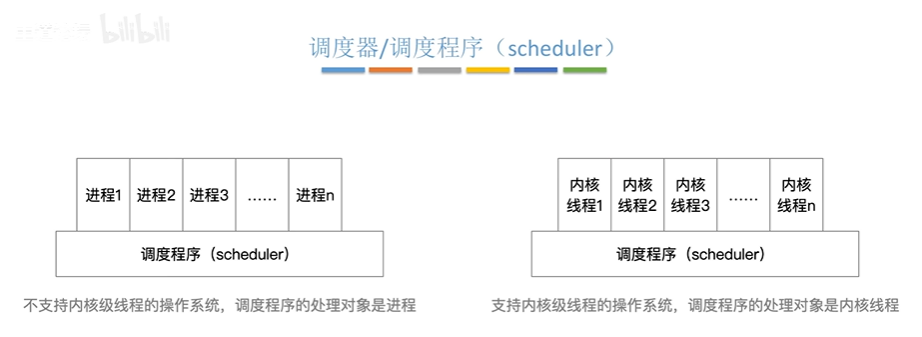 bilibili
调度器/调度程序（scheduler）
进程1 进程2 进程3 …… 进程n
调度程序（scheduler）
不支持内核级线程的操作系统，调度程序的处理对象是进程
内核线程1 内核线程2 内核线程3 …… 内核线程n
调度程序（scheduler）
支持内核级线程的操作系统，调度程序的处理对象是内核线程